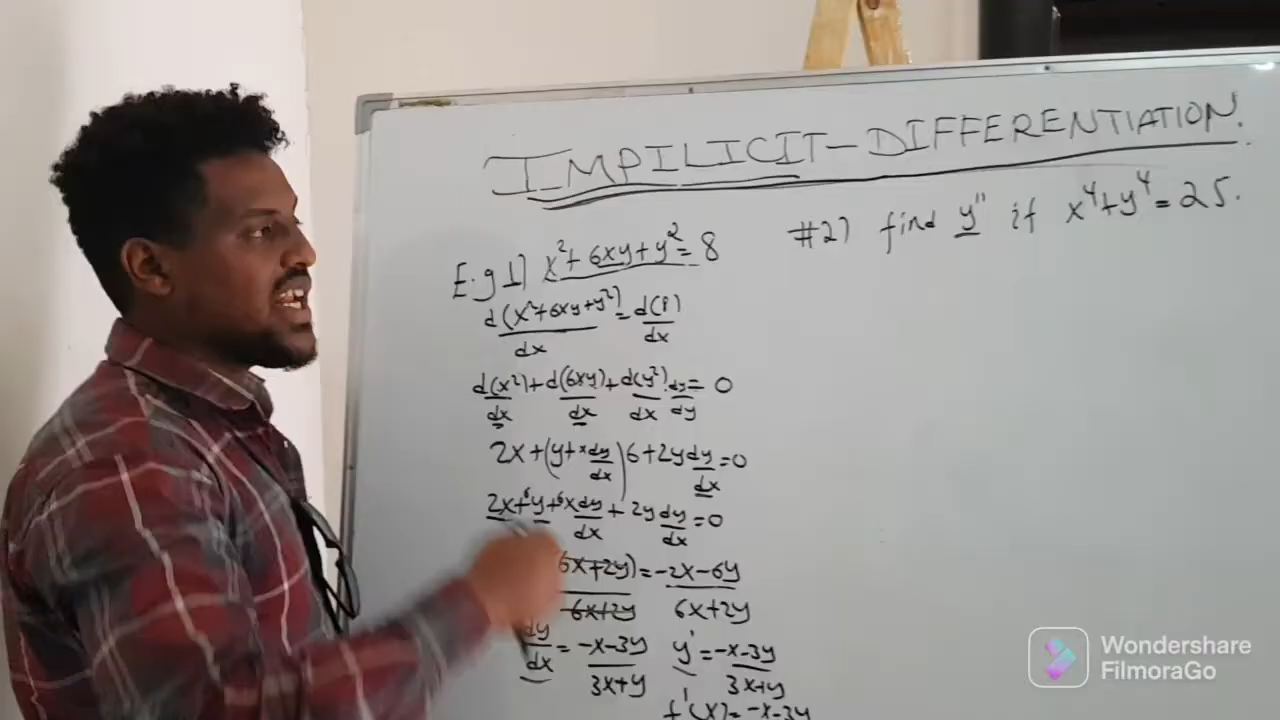 IMPILICIT-DIFFERENTIATION.
E.g 1) x²+6xy+y²=8
d(x²+6xy+y²)/dx = d(8)/dx
d(x²)/dx + d(6xy)/dx + d(y²)/dx dy/dy = 0
2x+(y+x dy/dx)6+2y dy/dx=0
2x+6y+6x dy/dx + 2y dy/dx=0
6x+2y)/6x+2y = -2x-6y/6x+2y
dy/dx = -x-3y/3x+y y' = -x-3y/3x+y
f'(x)=-x-3y
#2) find y'' if x⁴+y⁴=25.
Wondershare
FilmoraGo